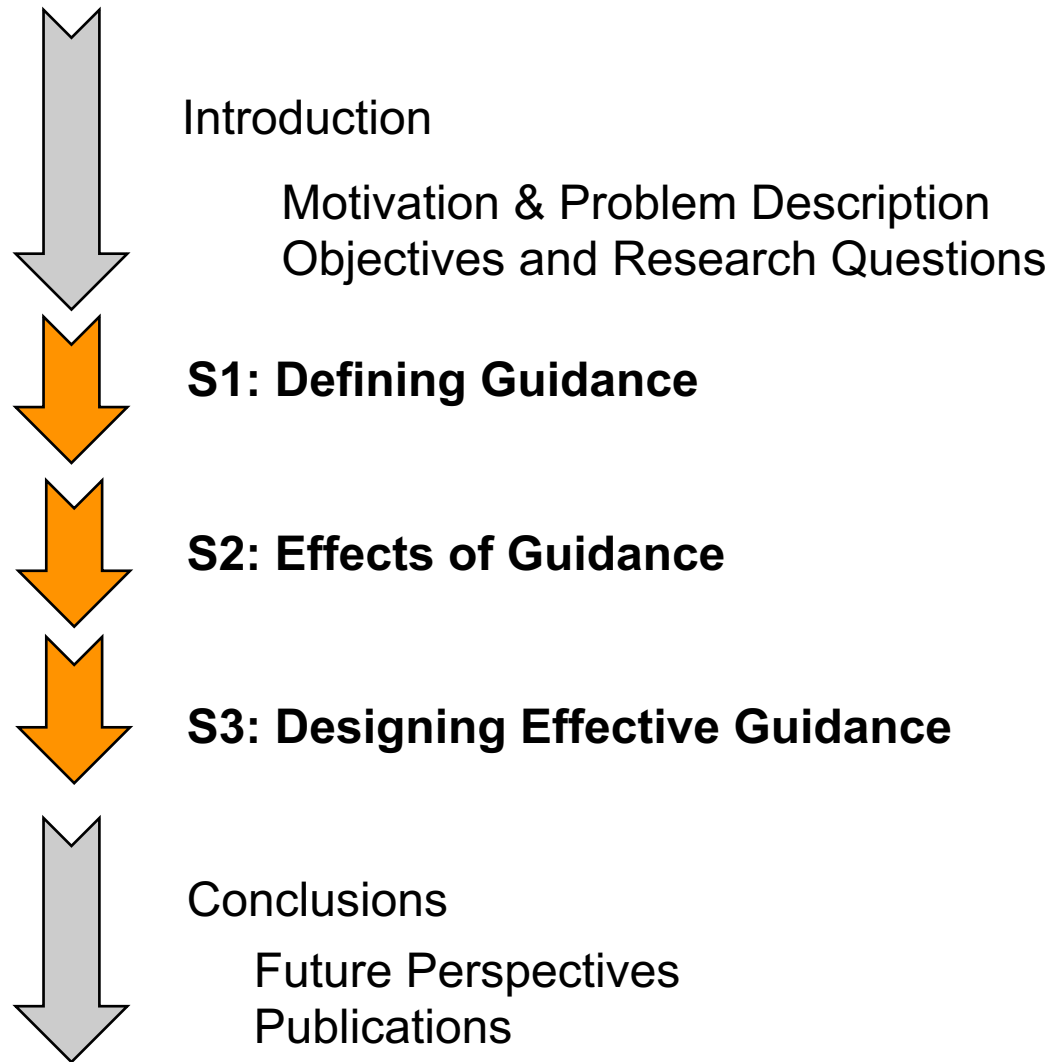 Introduction
Motivation & Problem Description
Objectives and Research Questions
S1: Defining Guidance
S2: Effects of Guidance
S3: Designing Effective Guidance
Conclusions
Future Perspectives
Publications